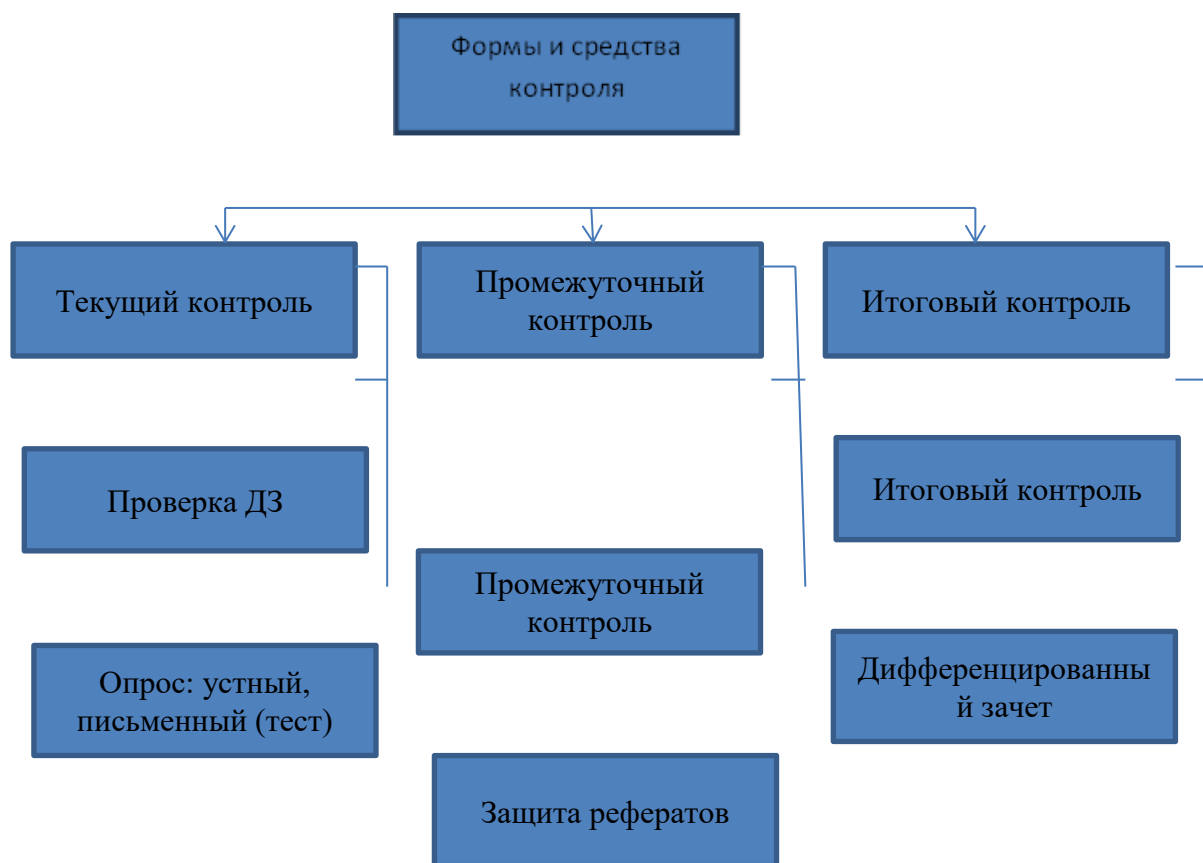 Формы и средства
контроля
Текущий контроль
Промежуточный
контроль
Итоговый контроль
Проверка ДЗ
Итоговый контроль
Промежуточный
контроль
Опрос: устный,
письменный (тест)
Дифференцированны
й зачет
Защита рефератов